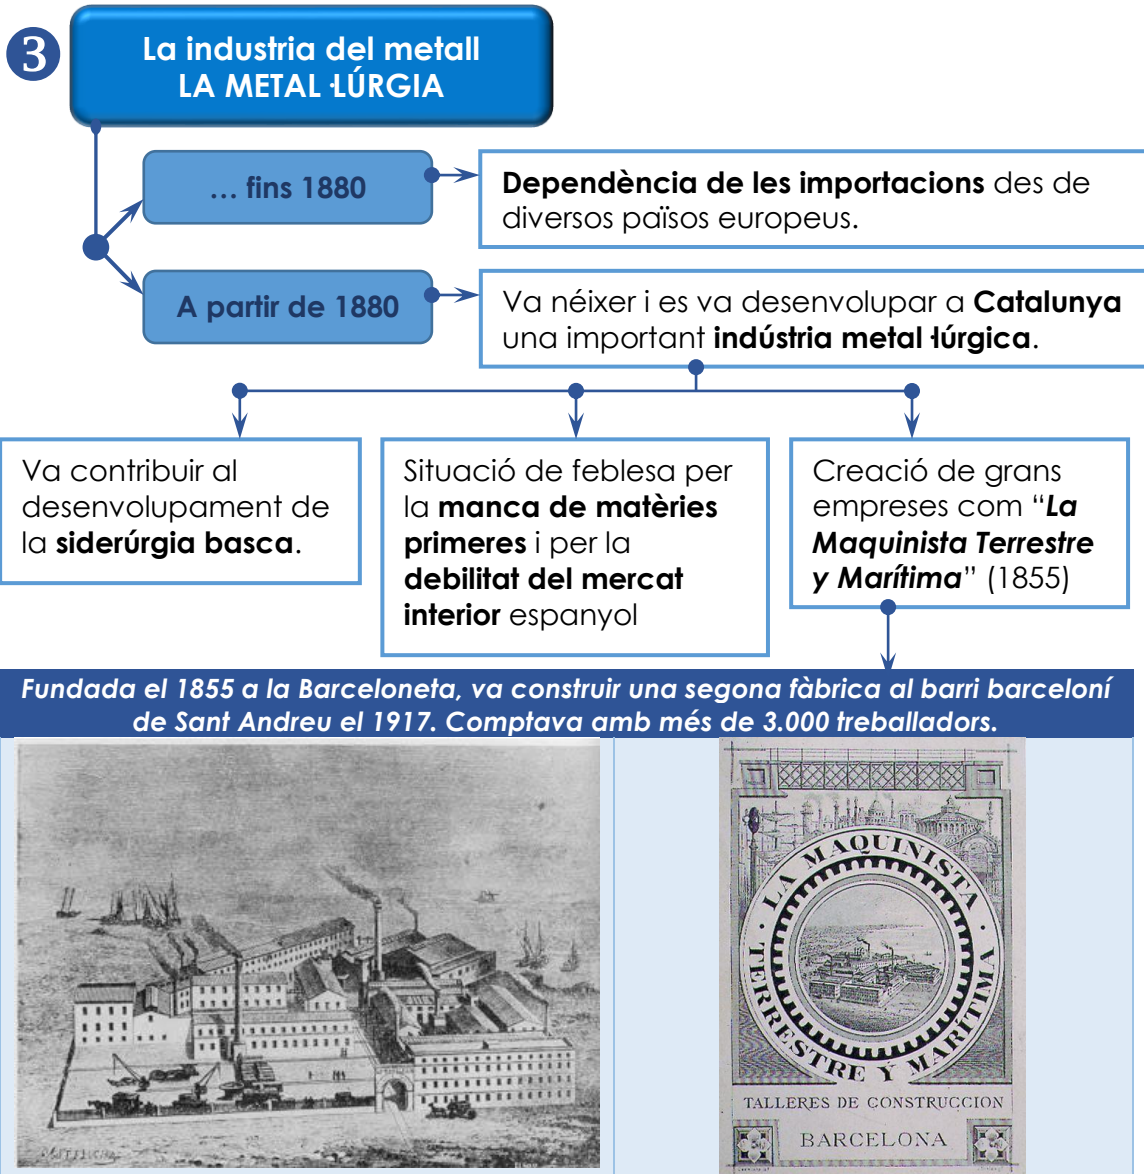 3
La industria del metall
LA METAL·LÚRGIA
... fins 1880
Dependència de les importacions des de
diversos països europeus.
A partir de 1880
Va néixer i es va desenvolupar a Catalunya
una important indústria metal·lúrgica.
Va contribuir al
desenvolupament de
la siderúrgia basca.
Situació de feblesa per
la manca de matèries
primeres i per la
debilitat del mercat
interior espanyol
Creació de grans
empreses com “La
Maquinista Terrestre
y Marítima” (1855)
Fundada el 1855 a la Barceloneta, va construir una segona fàbrica al barri barceloní
de Sant Andreu el 1917. Comptava amb més de 3.000 treballadors.
· LA MAQUINISTA ·
TERRESTRE Y MARÍTIMA
TALLERES DE CONSTRUCCION
BARCELONA